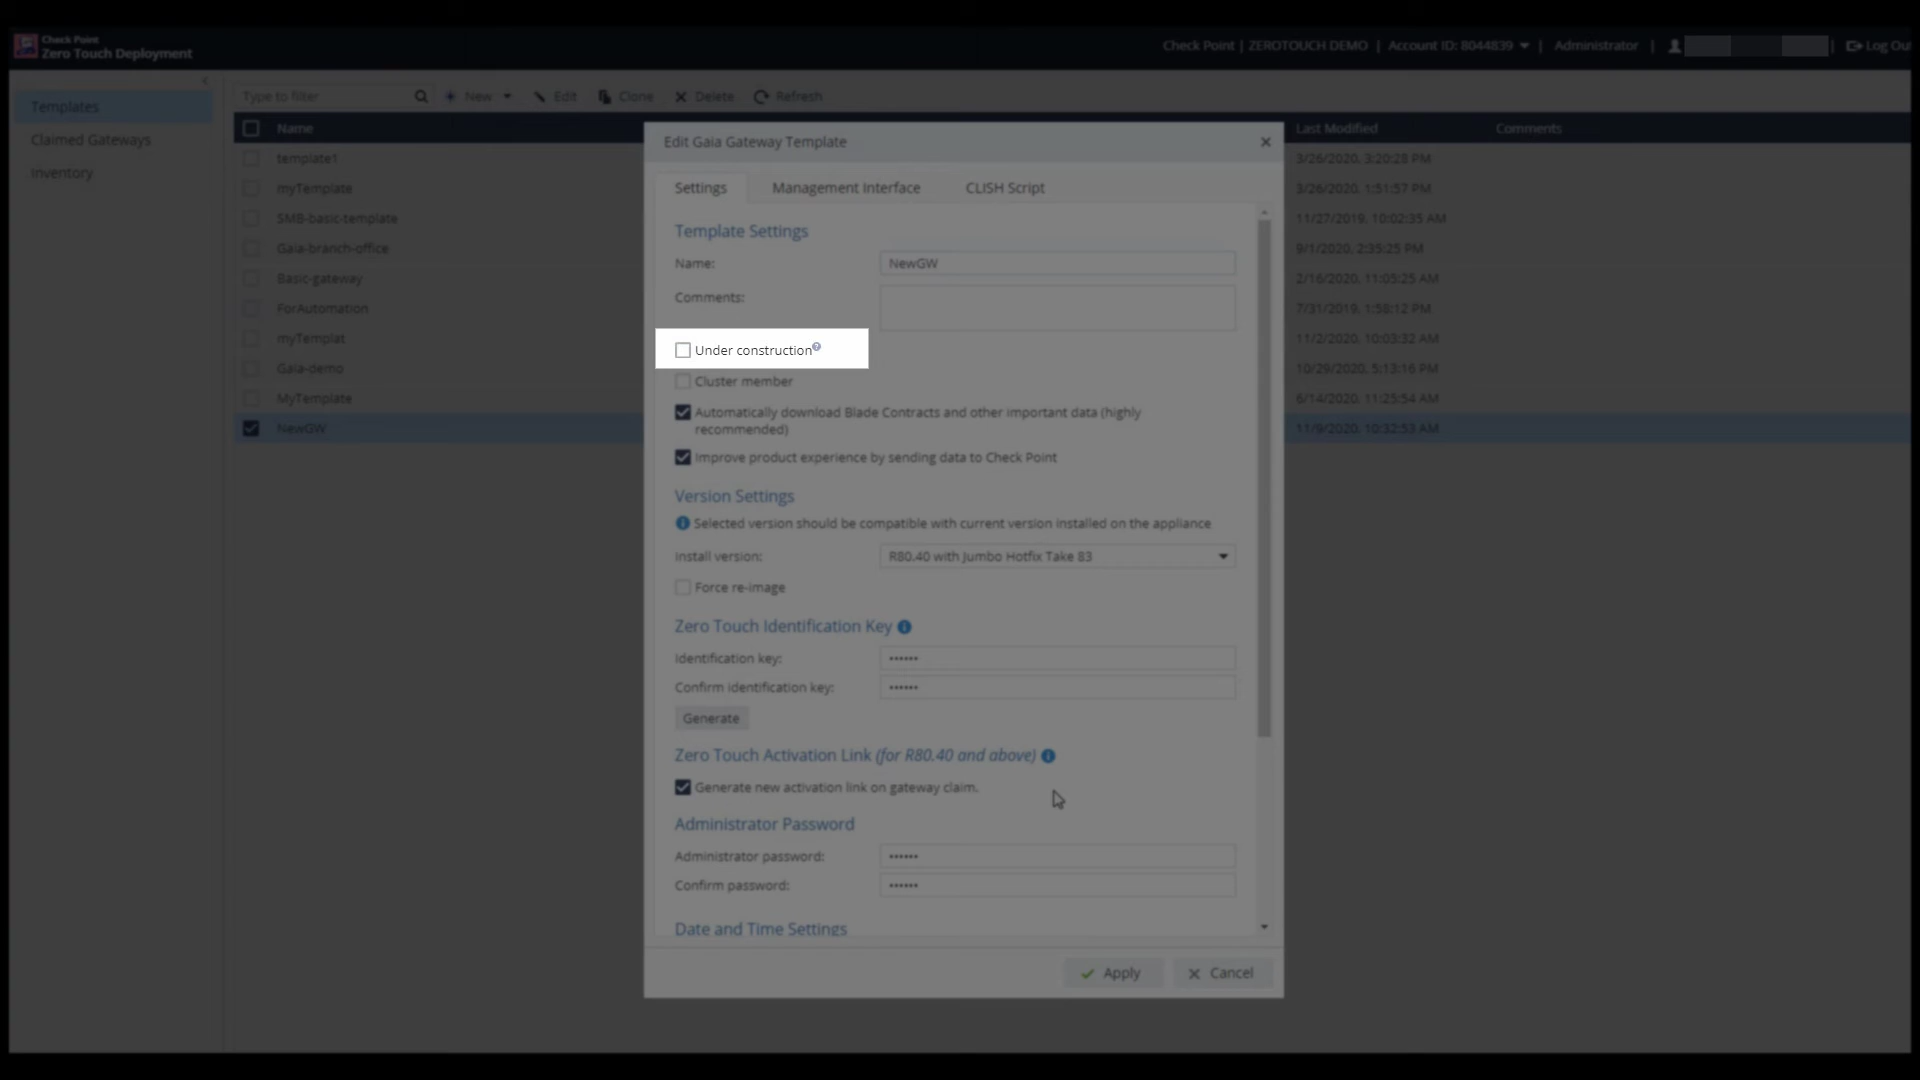 Check Point
Zero Touch Deployment
Check Point | ZEROTOUCH DEMO | Account ID: 8044839 | Administrator | Log Out
Templates
Claimed Gateways
Inventory
Type to filter New Edit Clone Delete Refresh
Name Last Modified Comments
template1 3/26/2020, 3:20:28 PM
myTemplate 3/26/2020, 1:51:57 PM
SMB-basic-template 11/27/2019, 10:02:35 AM
Gaia-branch-office 9/1/2020, 2:35:25 PM
Basic-gateway 2/16/2020, 11:05:25 AM
ForAutomation 7/31/2019, 1:58:12 PM
myTemplat 11/2/2020, 10:03:32 AM
Gaia-demo 10/29/2020, 5:13:16 PM
MyTemplate 6/14/2020, 11:25:54 AM
NewGW 11/9/2020, 10:32:53 AM
Edit Gaia Gateway Template
Settings Management Interface CLISH Script
Template Settings
Name: NewGW
Comments:
Under construction
Cluster member
Automatically download Blade Contracts and other important data (highly
recommended)
Improve product experience by sending data to Check Point
Version Settings
Selected version should be compatible with current version installed on the appliance
Install version: R80.40 with Jumbo Hotfix Take 83
Force re-image
Zero Touch Identification Key
Identification key: ••••••
Confirm identification key: ••••••
Generate
Zero Touch Activation Link (for R80.40 and above)
Generate new activation link on gateway claim.
Administrator Password
Administrator password: ••••••
Confirm password: ••••••
Date and Time Settings
Apply Cancel